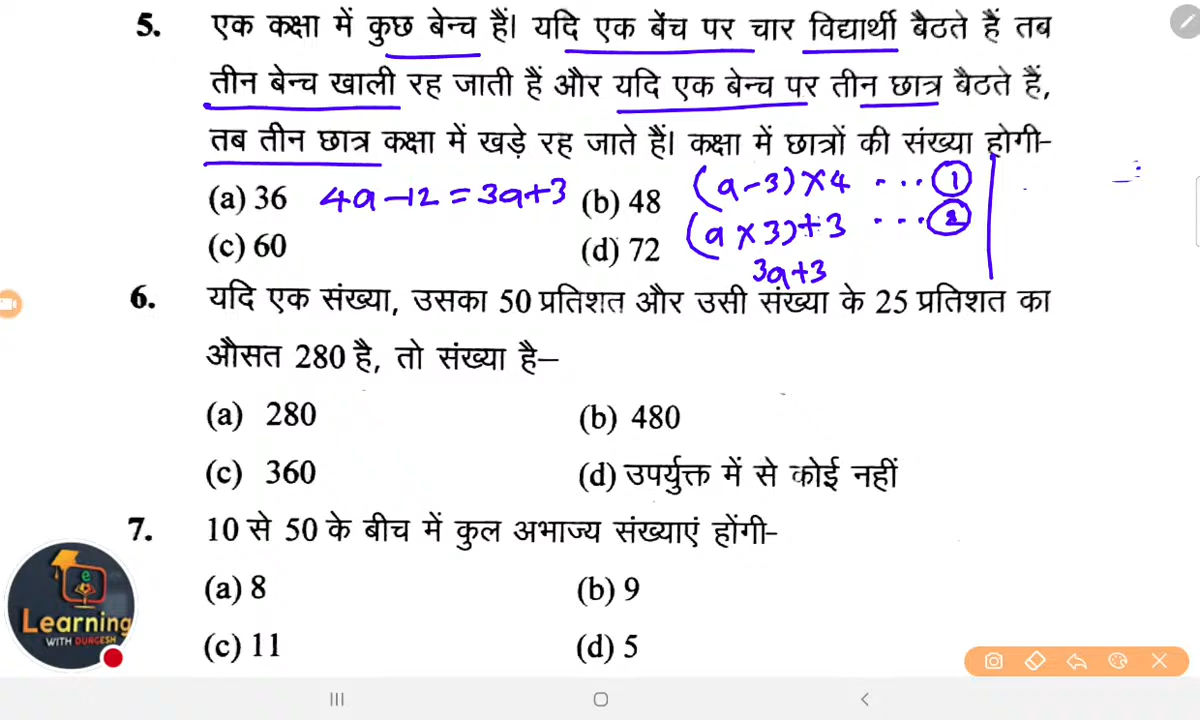 5. एक कक्षा में कुछ बेन्च हैं। यदि एक बेंच पर चार विद्यार्थी बैठते हैं तब
तीन बेन्च खाली रह जाती हैं और यदि एक बेन्च पर तीन छात्र बैठते हैं,
तब तीन छात्र कक्षा में खड़े रह जाते हैं। कक्षा में छात्रों की संख्या होगी-
(a) 36 4a-12=3a+3 (b) 48 (a-3)×4 ... 1
(a×3)+3 ... 2
(c) 60 (d) 72
3a+3
6. यदि एक संख्या, उसका 50 प्रतिशत और उसी संख्या के 25 प्रतिशत का
औसत 280 है, तो संख्या है–
(a) 280 (b) 480
(c) 360 (d) उपर्युक्त में से कोई नहीं
7. 10 से 50 के बीच में कुल अभाज्य संख्याएं होंगी-
(a) 8 (b) 9
(c) 11 (d) 5
e
Learning
WITH DURGESH